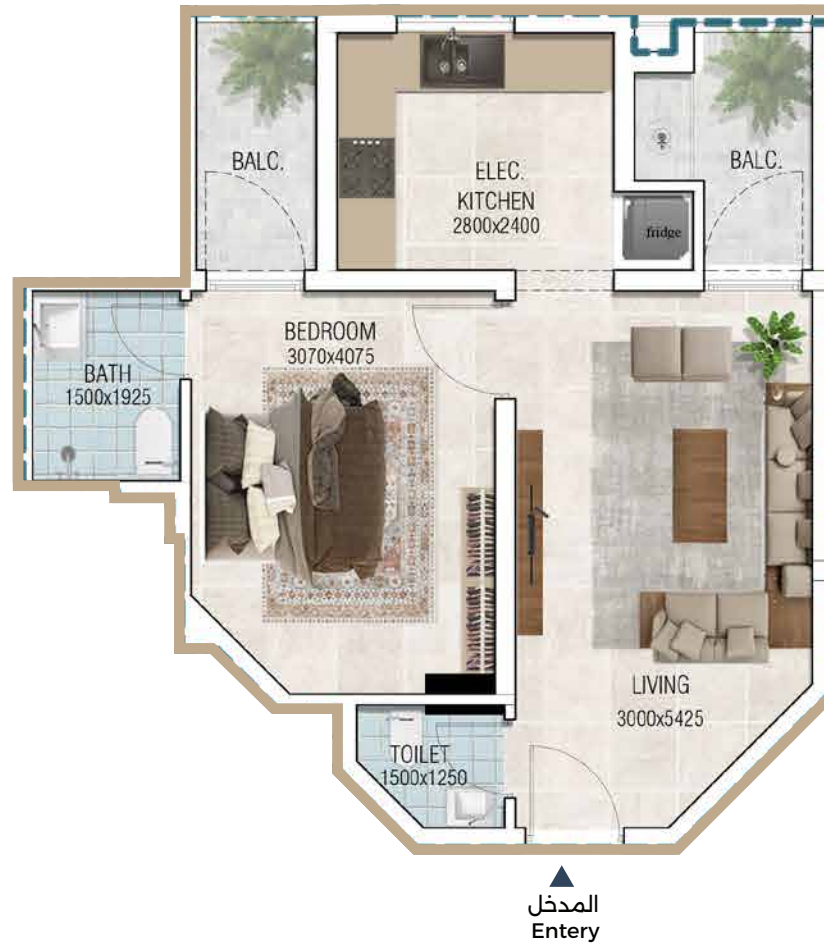 BALC.
ELEC.
KITCHEN
2800x2400
BALC.
fridge
BEDROOM
3070x4075
BATH
1500x1925
LIVING
3000x5425
TOILET
1500x1250
المدخل
Entery